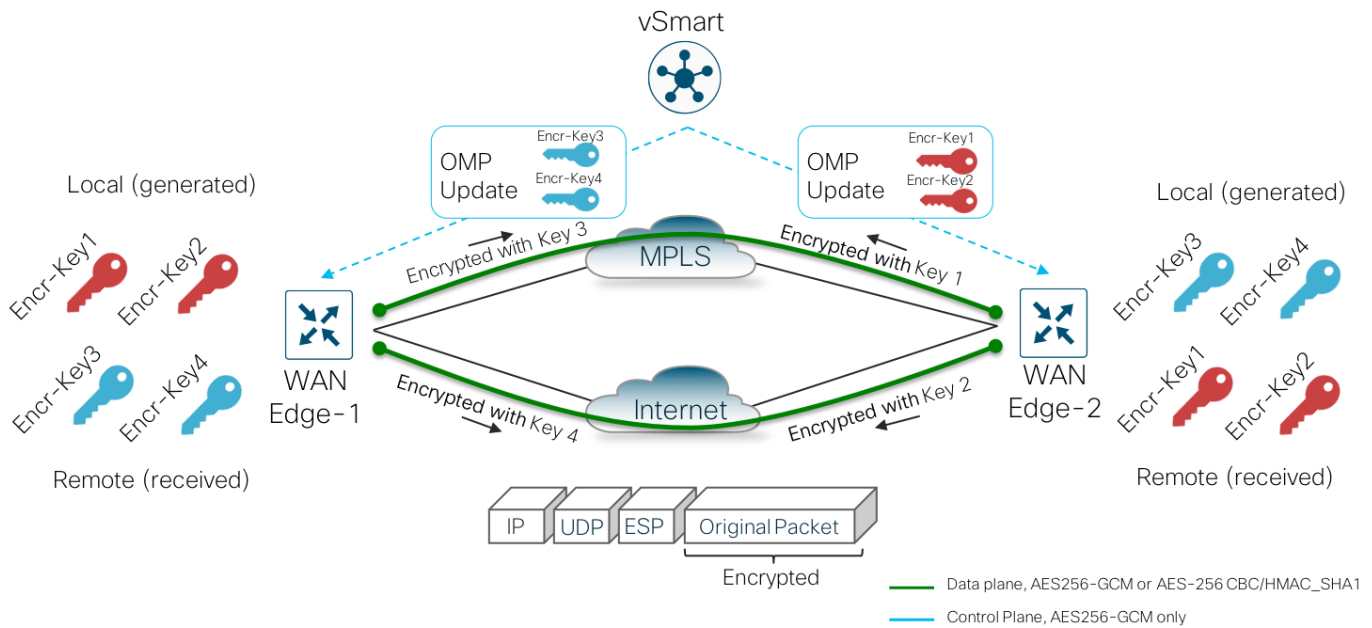 vSmart
OMP
Update
Encr-Key3
Encr-Key4
OMP
Update
Encr-Key1
Encr-Key2
Local (generated)
Encr-Key1
Encr-Key2
Encr-Key3
Encr-Key4
Remote (received)
WAN
Edge-1
Encrypted with Key 3
MPLS
Encrypted with Key 1
Encrypted with Key 4
Internet
Encrypted with Key 2
WAN
Edge-2
Local (generated)
Encr-Key3
Encr-Key4
Encr-Key1
Encr-Key2
Remote (received)
IP
UDP
ESP
Original Packet
Encrypted
Data plane, AES256-GCM or AES-256 CBC/HMAC_SHA1
Control Plane, AES256-GCM only